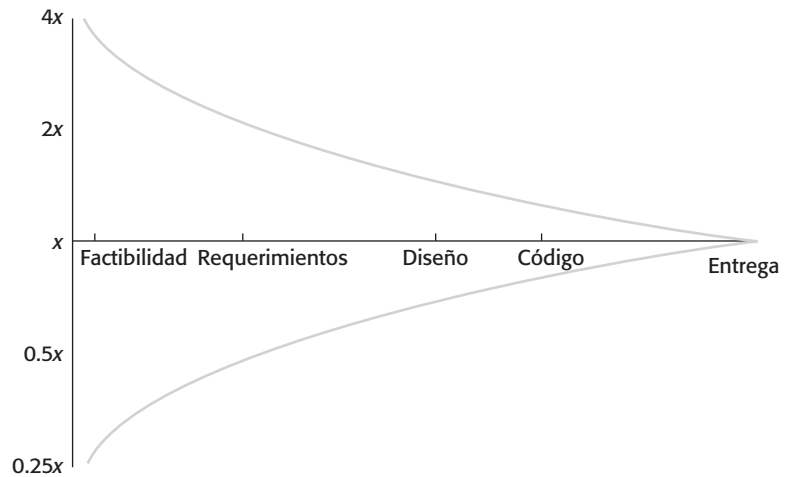 4x
2x
x
Factibilidad Requerimientos Diseño Código Entrega
0.5x
0.25x